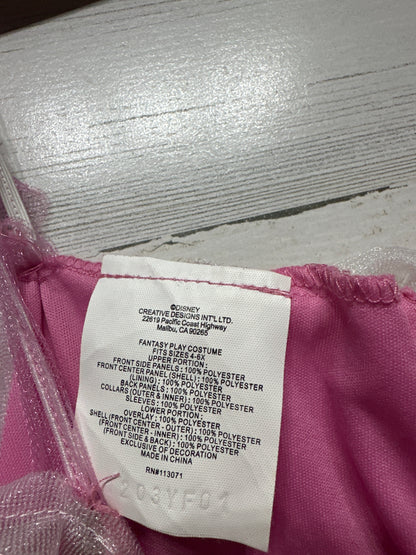 ©DISNEY
CREATIVE DESIGNS INT'L LTD.
22619 Pacific Coast Highway
Malibu, CA 90265
FANTASY PLAY COSTUME
FITS SIZES 4-6X
UPPER PORTION :
FRONT SIDE PANELS : 100% POLYESTER
FRONT CENTER PANEL (SHELL) : 100% POLYESTER
(LINING) : 100% POLYESTER
BACK PANELS : 100% POLYESTER
COLLARS (OUTER & INNER) : 100% POLYESTER
SLEEVES : 100% POLYESTER
LOWER PORTION :
OVERLAY : 100% POLYESTER
SHELL (FRONT CENTER - OUTER) : 100% POLYESTER
(FRONT CENTER - INNER) : 100% POLYESTER
(FRONT SIDE & BACK) : 100% POLYESTER
EXCLUSIVE OF DECORATION
MADE IN CHINA
RN#113071
203YF01